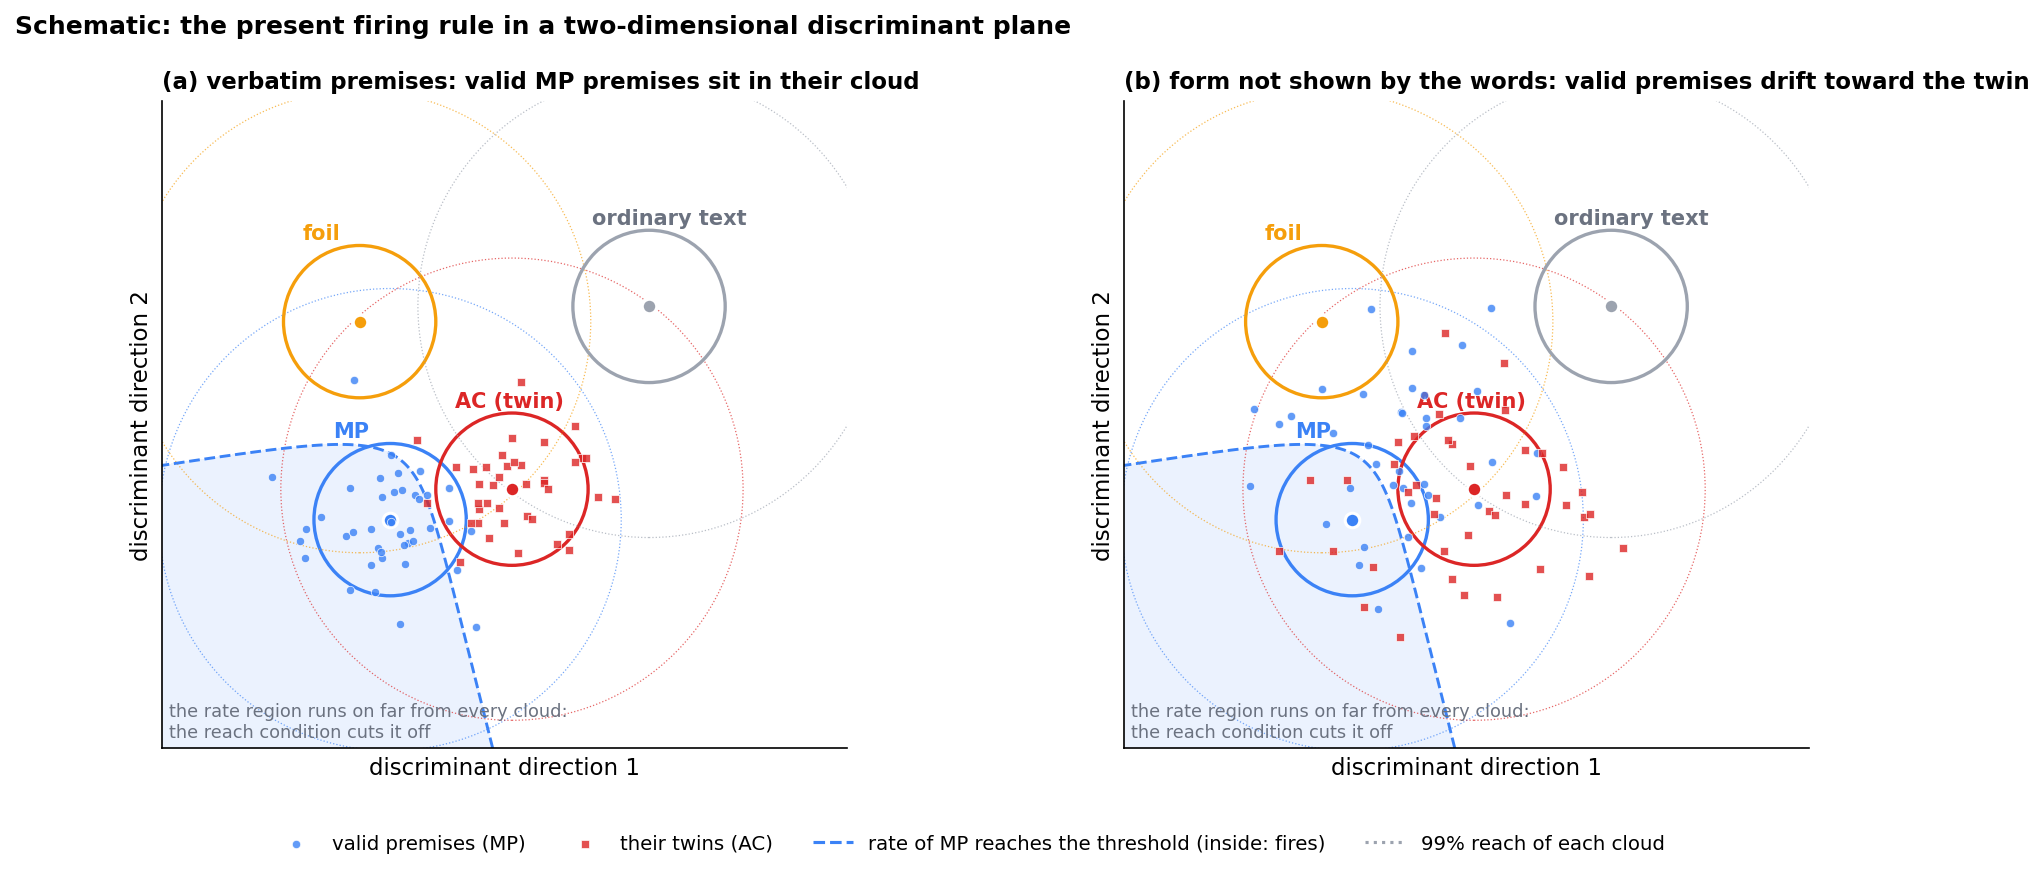 Schematic: the present firing rule in a two-dimensional discriminant plane
(a) verbatim premises: valid MP premises sit in their cloud
foil
ordinary text
AC (twin)
MP
the rate region runs on far from every cloud:
the reach condition cuts it off
discriminant direction 2
discriminant direction 1
(b) form not shown by the words: valid premises drift toward the twin
foil
ordinary text
AC (twin)
MP
the rate region runs on far from every cloud:
the reach condition cuts it off
discriminant direction 2
discriminant direction 1
valid premises (MP)
their twins (AC)
rate of MP reaches the threshold (inside: fires)
99% reach of each cloud